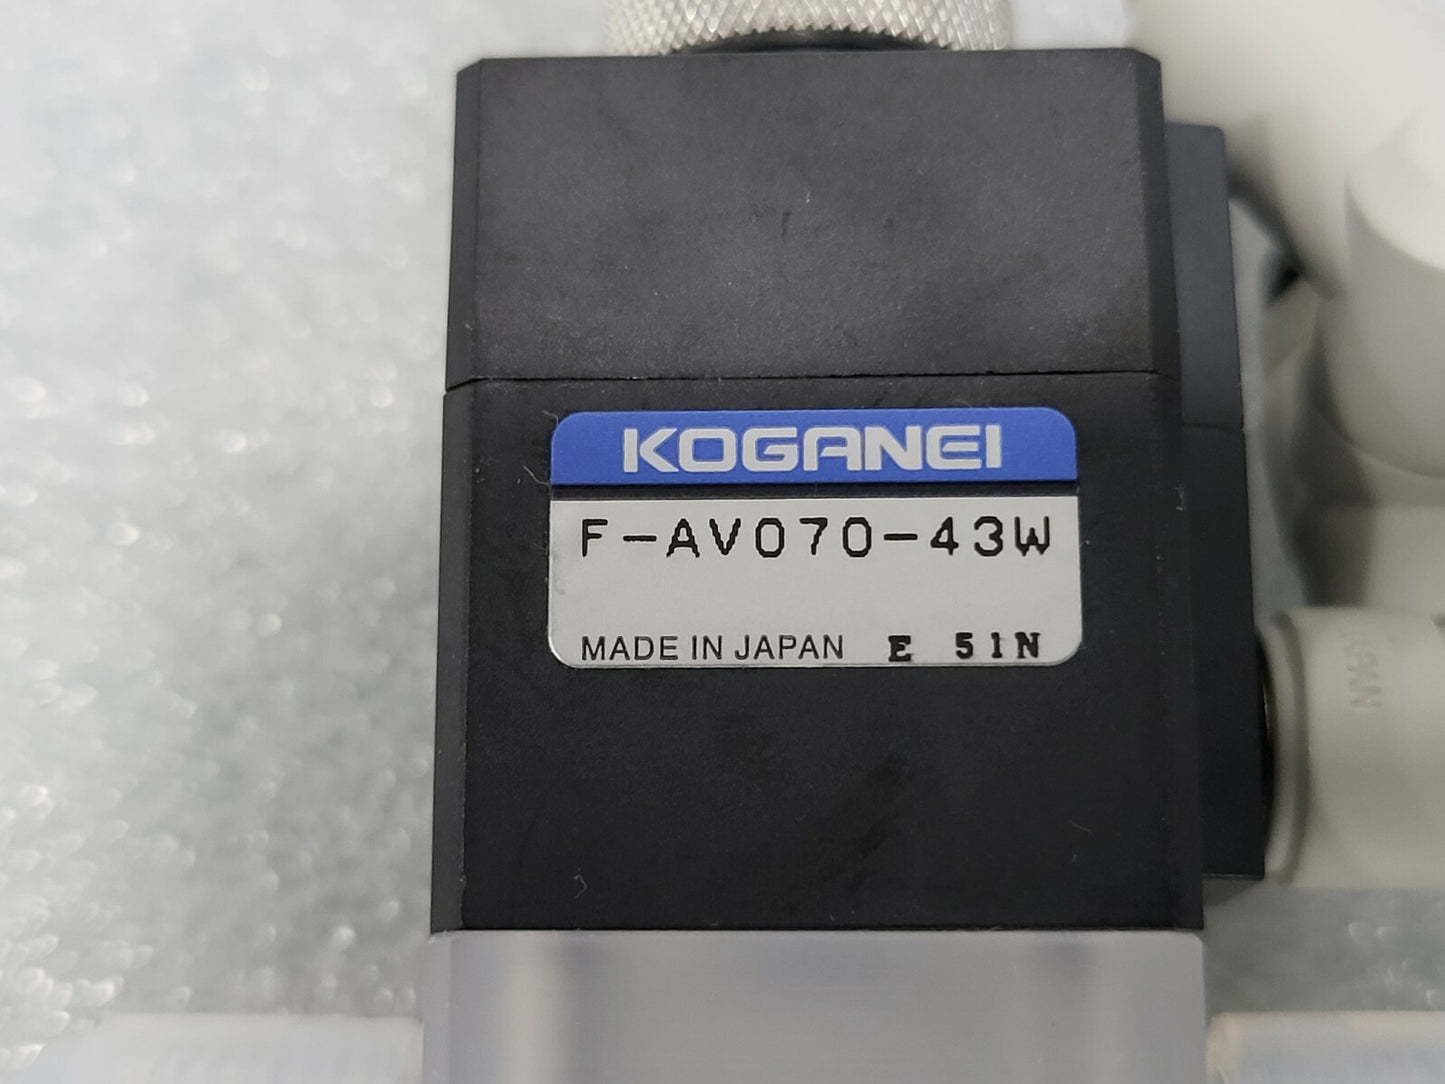 KOGANEI
F-AV070-43W
MADE IN JAPAN E 51N